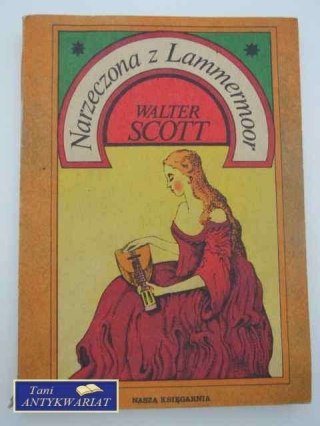 Narzeczona z Lammermoor
WALTER
SCOTT
NASZA KSIĘGARNIA
Tani
ANTYKWARIAT